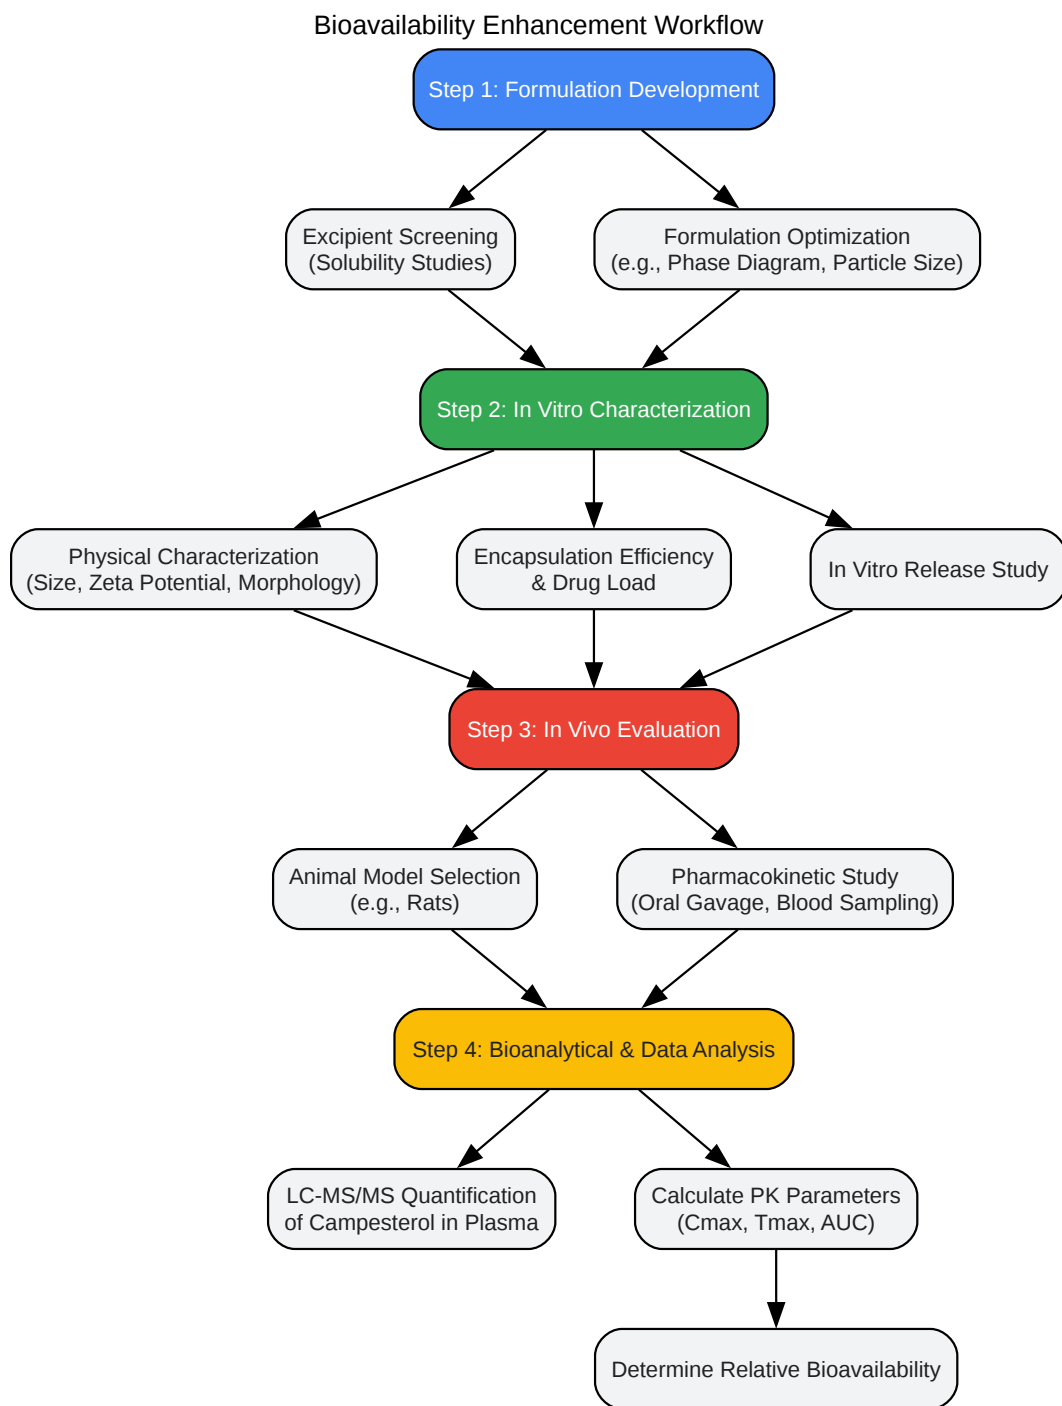 Bioavailability Enhancement Workflow
Step 1: Formulation Development
Excipient Screening
(Solubility Studies)
Formulation Optimization
(e.g., Phase Diagram, Particle Size)
Step 2: In Vitro Characterization
Physical Characterization
(Size, Zeta Potential, Morphology)
Encapsulation Efficiency
& Drug Load
In Vitro Release Study
Step 3: In Vivo Evaluation
Animal Model Selection
(e.g., Rats)
Pharmacokinetic Study
(Oral Gavage, Blood Sampling)
Step 4: Bioanalytical & Data Analysis
LC-MS/MS Quantification
of Campesterol in Plasma
Calculate PK Parameters
(Cmax, Tmax, AUC)
Determine Relative Bioavailability